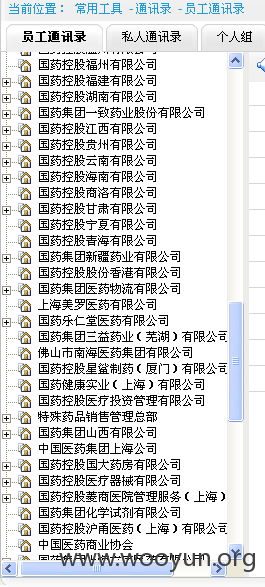 当前位置： 常用工具 - 通讯录 - 员工通讯录
员工通讯录 私人通讯录 个人组
国药控股福州有限公司
国药控股福建有限公司
国药控股湖南有限公司
国药集团一致药业股份有限公司
国药控股江西有限公司
国药控股贵州有限公司
国药控股云南有限公司
国药控股海南有限公司
国药控股商洛有限公司
国药控股甘肃有限公司
国药控股宁夏有限公司
国药控股青海有限公司
国药集团新疆药业有限公司
国药控股股份香港有限公司
国药集团医药物流有限公司
上海美罗医药有限公司
国药乐仁堂医药有限公司
国药集团三益药业（芜湖）有限公司
佛山市南海医药集团有限公司
国药控股星鲨制药（厦门）有限公司
国药健康实业（上海）有限公司
国药控股医疗投资管理有限公司
特殊药品销售管理总部
国药集团山西有限公司
中国医药集团上海公司
国药控股国大药房有限公司
国药控股医疗器械有限公司
国药控股菱商医院管理服务（上海）
国药集团化学试剂有限公司
国药控股沪甬医药（上海）有限公司
中国医药商业协会
www.wooyun.org